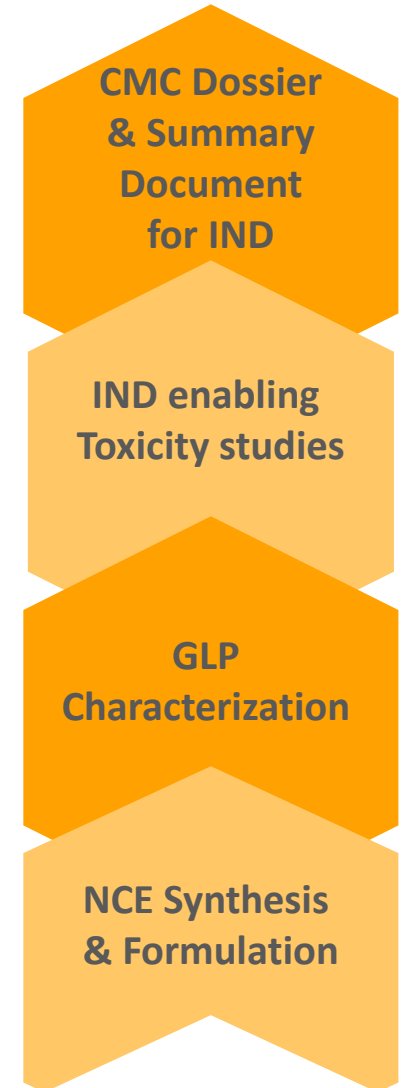 CMC Dossier
& Summary
Document
for IND
IND enabling
Toxicity studies
GLP
Characterization
NCE Synthesis
& Formulation